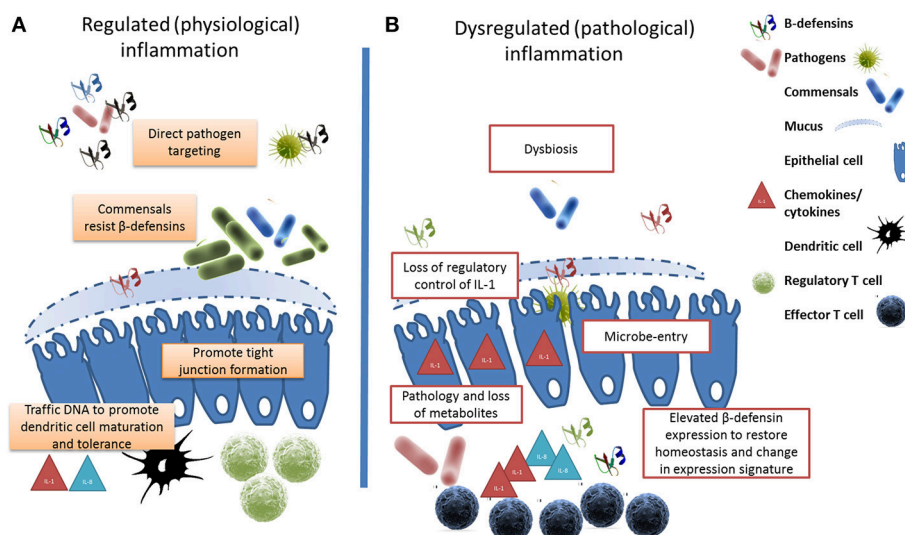 A
Regulated (physiological)
inflammation
Direct pathogen
targeting
Commensals
resist β-defensins
Promote tight
junction formation
Traffic DNA to promote
dendritic cell maturation
and tolerance
IL-1
IL-8
B
Dysregulated (pathological)
inflammation
Dysbiosis
Loss of regulatory
control of IL-1
Microbe-entry
IL-1
IL-1
IL-1
Pathology and loss
of metabolites
Elevated β-defensin
expression to restore
homeostasis and change
in expression signature
IL-8
IL-1
IL-8
IL-1
B-defensins
Pathogens
Commensals
Mucus
Epithelial cell
IL-1
Chemokines/
cytokines
Dendritic cell
Regulatory T cell
Effector T cell